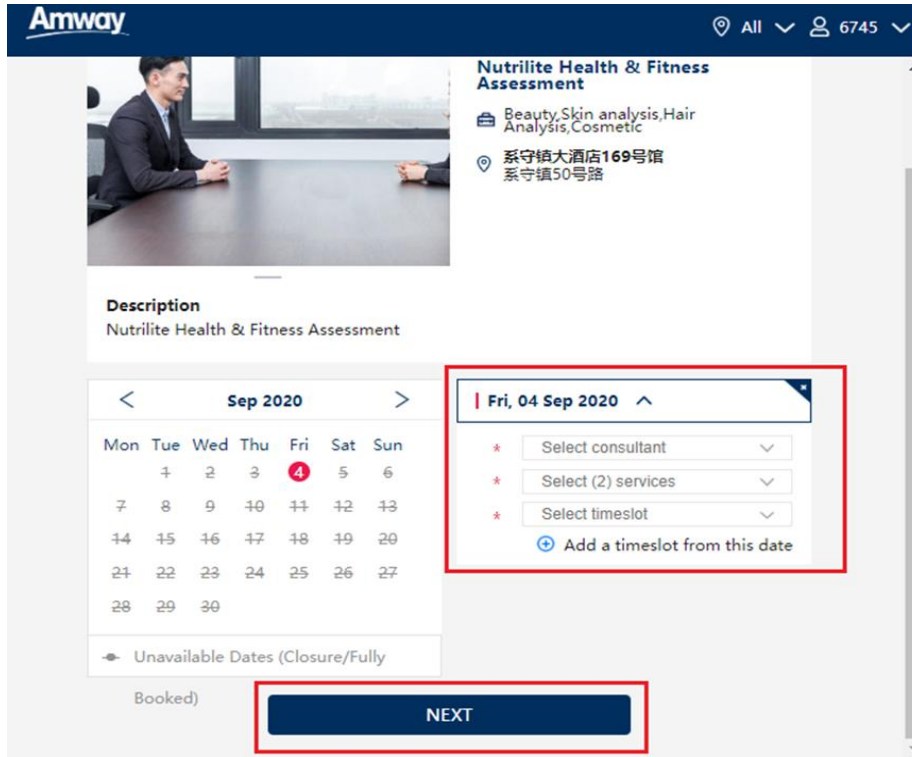 Amway
All 6745
Nutrilite Health & Fitness
Assessment
Beauty,Skin analysis,Hair
Analysis,Cosmetic
系守镇大酒店169号馆
系守镇50号路
Description
Nutrilite Health & Fitness Assessment
Sep 2020
Mon Tue Wed Thu Fri Sat Sun
1 2 3 4 5 6
7 8 9 10 11 12 13
14 15 16 17 18 19 20
21 22 23 24 25 26 27
28 29 30
Unavailable Dates (Closure/Fully
Booked)
Fri, 04 Sep 2020
* Select consultant
* Select (2) services
* Select timeslot
Add a timeslot from this date
NEXT